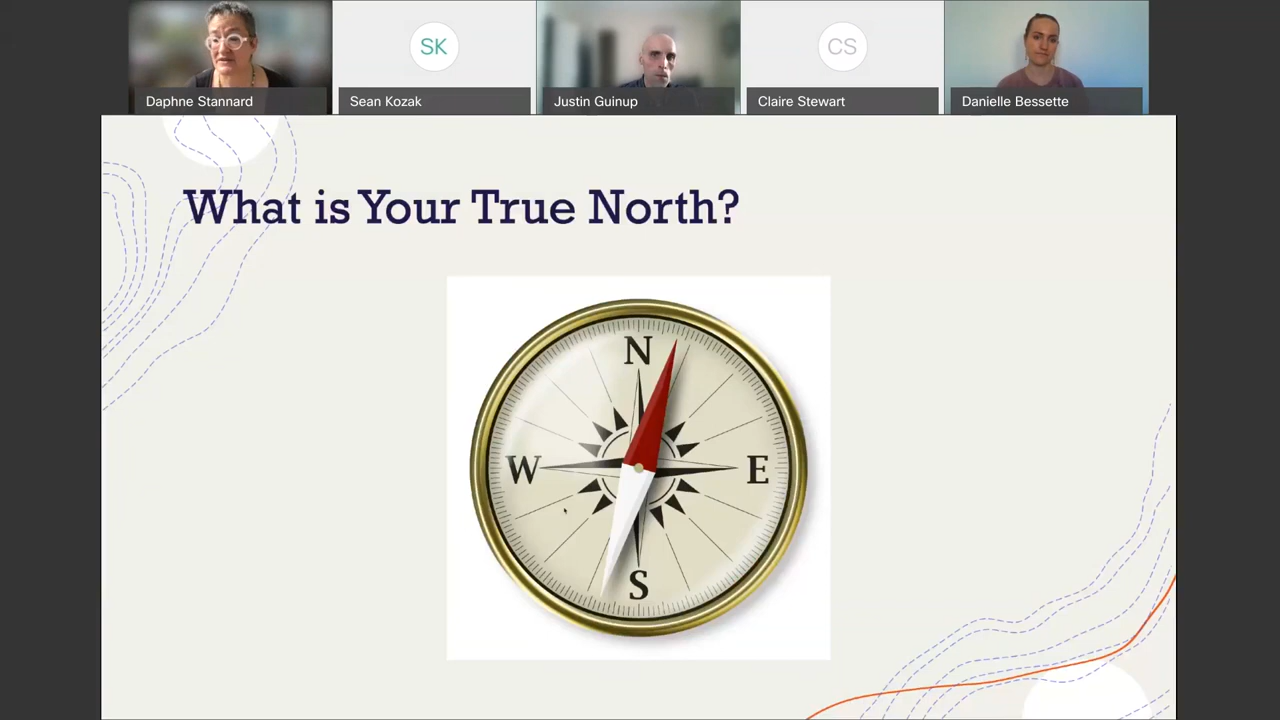 SK
CS
Daphne Stannard
Sean Kozak
Justin Guinup
Claire Stewart
Danielle Bessette
What is Your True North?
N
W
E
S